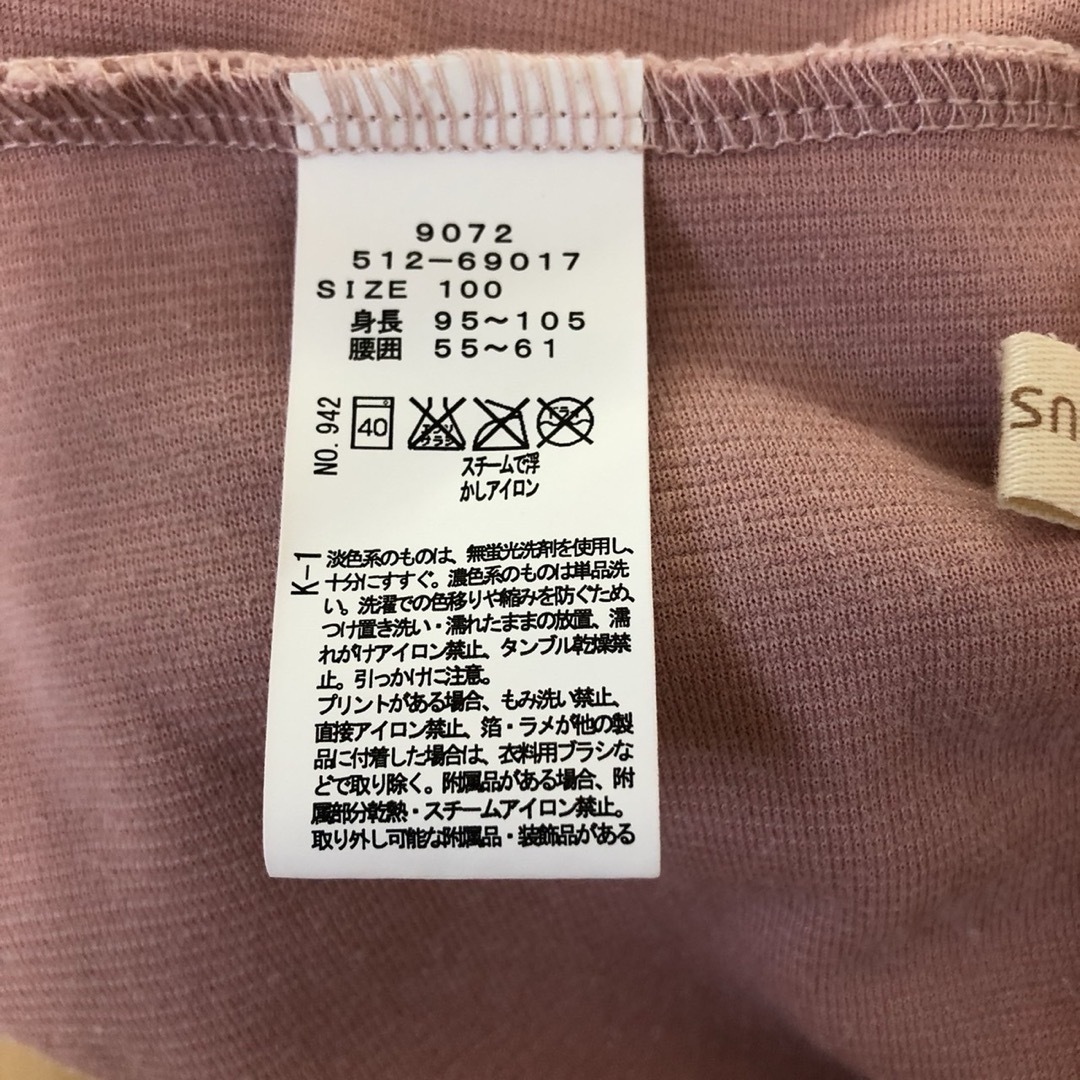 9072
512-69017
SIZE 100
身長 95~105
腰囲 55~61
NO. 942
40
エンソ
サラシ
ドライ
スチームで浮
かしアイロン
K-1
淡色系のものは、無蛍光洗剤を使用し、
十分にすすぐ。濃色系のものは単品洗
い。洗濯での色移りや縮みを防ぐため、
つけ置き洗い・濡れたままの放置、濡
れがけアイロン禁止、タンブル乾燥禁
止。引っかけに注意。
プリントがある場合、もみ洗い禁止、
直接アイロン禁止、箔・ラメが他の製
品に付着した場合は、衣料用ブラシな
どで取り除く。附属品がある場合、附
属部分乾熱・スチームアイロン禁止。
取り外し可能な附属品・装飾品がある